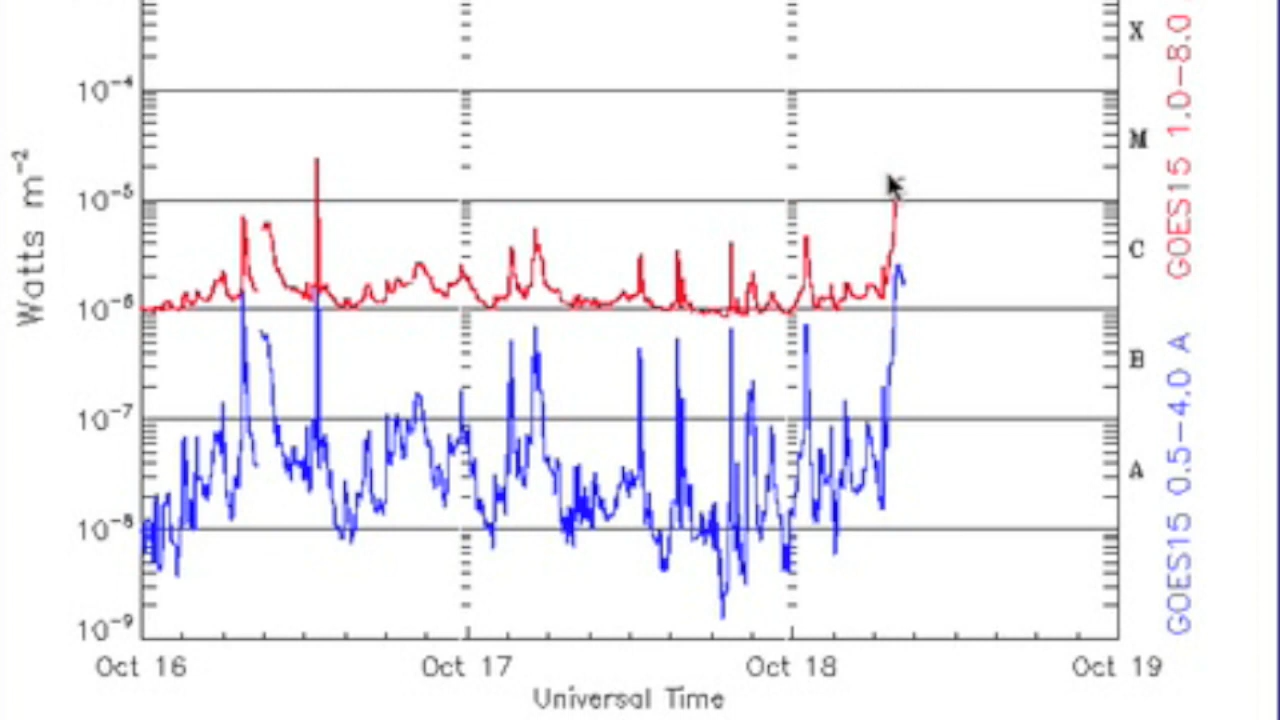 X
10⁻⁴
M
10⁻⁵
C
10⁻⁶
B
10⁻⁷
A
10⁻⁸
10⁻⁹
Watts m⁻²
Oct 16 Oct 17 Oct 18 Oct 19
Universal Time
GOES15 1.0–8.0
GOES15 0.5–4.0 A